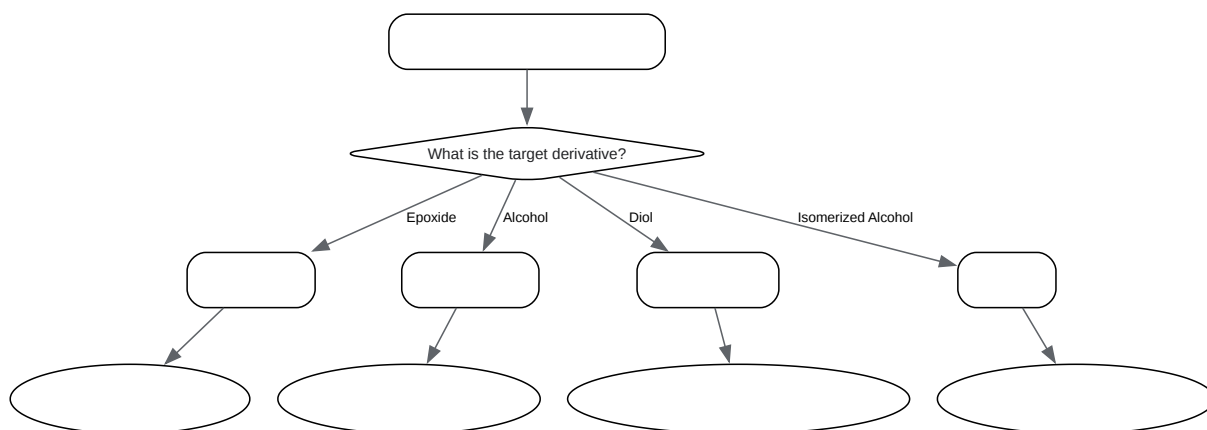 What is the target derivative?
Epoxide
Alcohol
Diol
Isomerized Alcohol